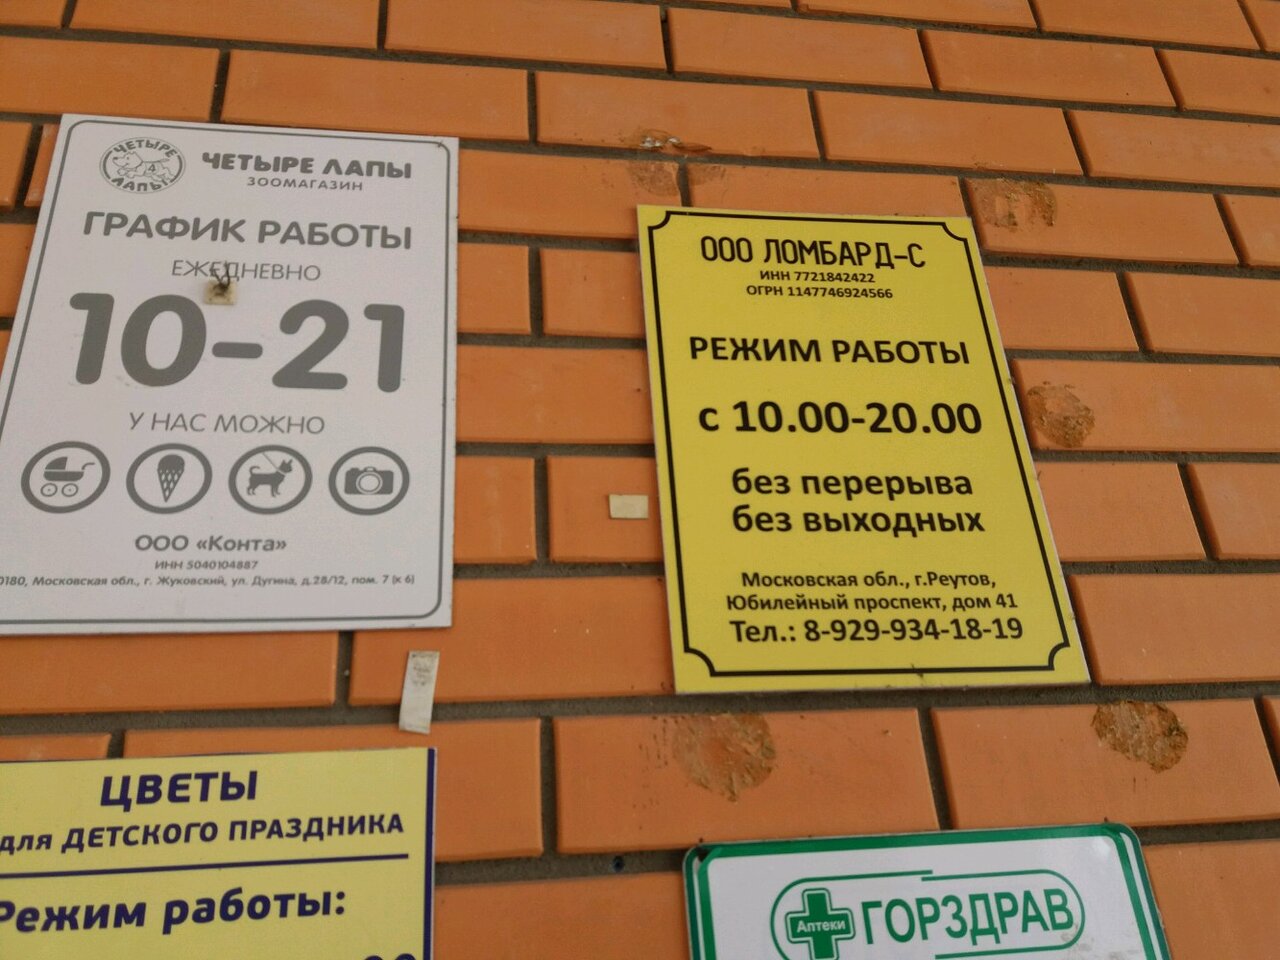 ЧЕТЫРЕ
4
ЛАПЫ
ЧЕТЫРЕ ЛАПЫ
ЗООМАГАЗИН
ГРАФИК РАБОТЫ
ЕЖЕДНЕВНО
10-21
У НАС МОЖНО
ООО «Конта»
ИНН 5040104887
0180, Московская обл., г. Жуковский, ул. Дугина, д.28/12, пом. 7 (к 6)
ООО ЛОМБАРД-С
ИНН 7721842422
ОГРН 1147746924566
РЕЖИМ РАБОТЫ
с 10.00-20.00
без перерыва
без выходных
Московская обл., г.Реутов,
Юбилейный проспект, дом 41
Тел.: 8-929-934-18-19
ЦВЕТЫ
для ДЕТСКОГО ПРАЗДНИКА
Режим работы:
Аптеки
ГОРЗДРАВ